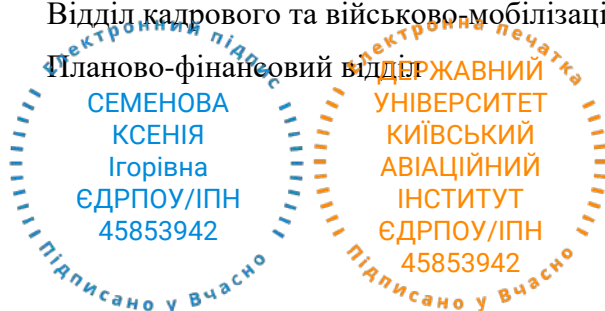 Відділ кадрового та військово-мобілізаці
Планово-фінансовий відділ
Електронний підпис
СЕМЕНОВА
КСЕНІЯ
Ігорівна
ЄДРПОУ/ІПН
45853942
Підписано у Вчасно
Електронна печатка
ДЕРЖАВНИЙ
УНІВЕРСИТЕТ
КИЇВСЬКИЙ
АВІАЦІЙНИЙ
ІНСТИТУТ
ЄДРПОУ/ІПН
45853942
Підписано у Вчасно